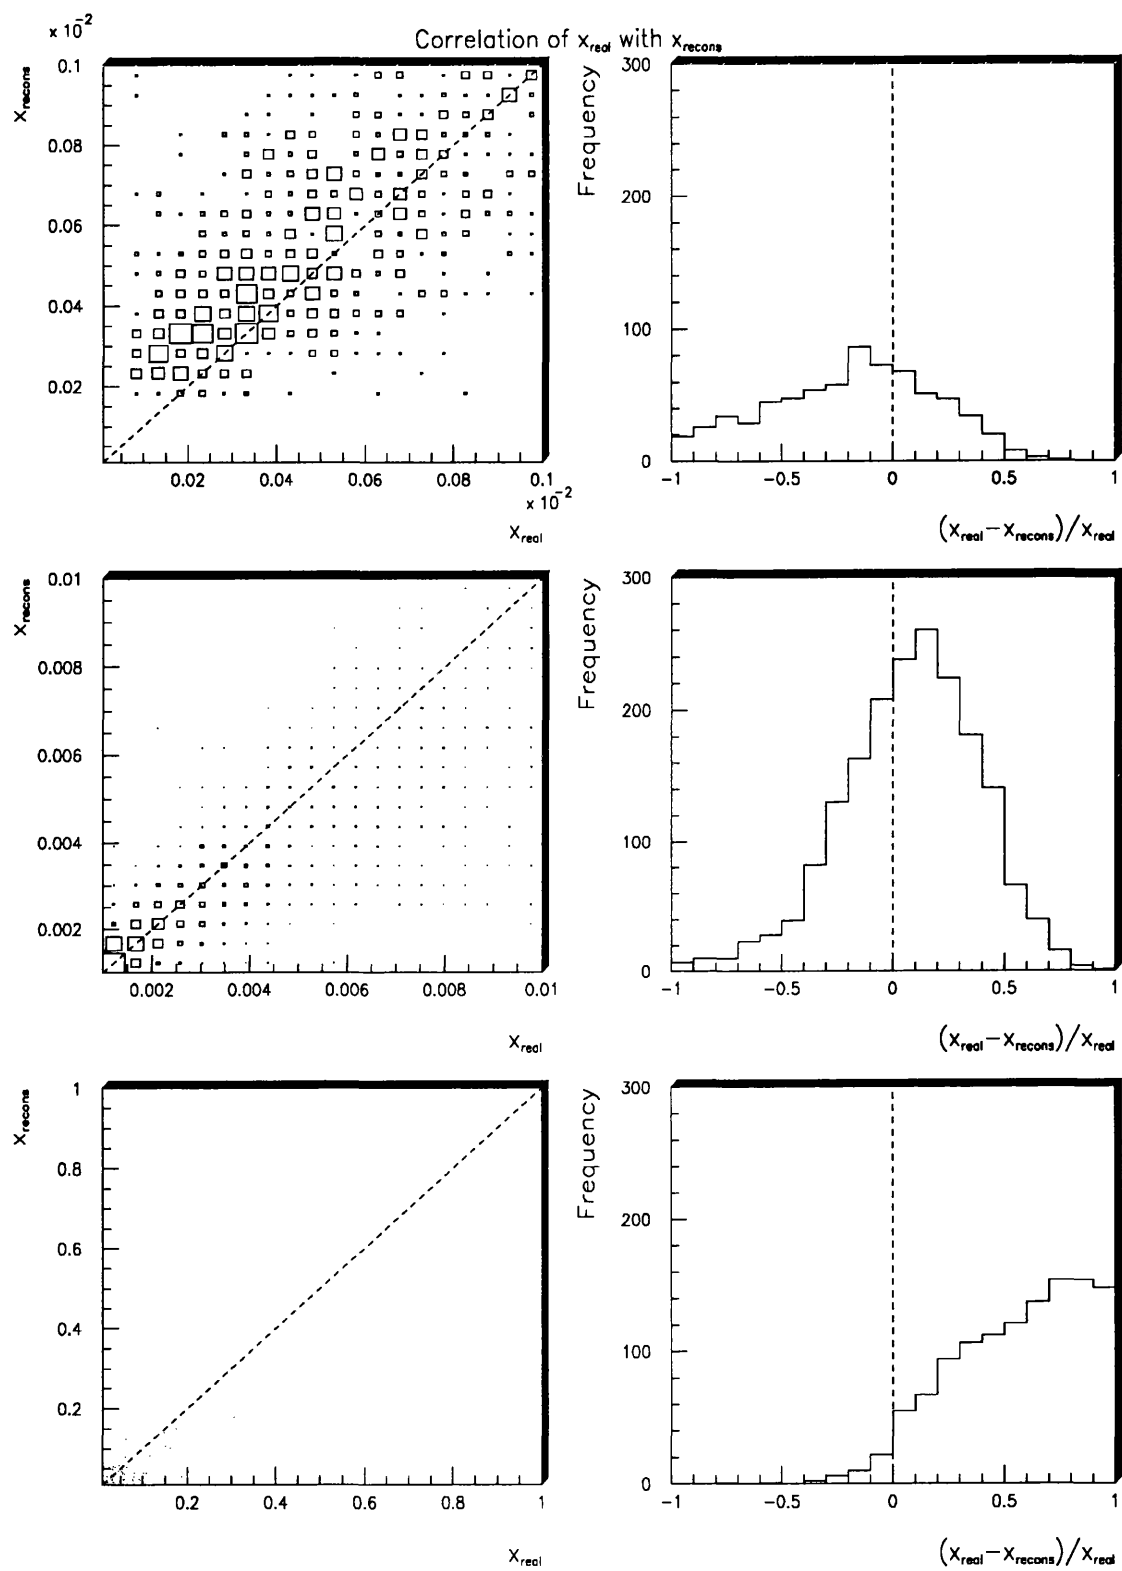 Correlation of x_real with x_recons
× 10^-2
x_recons
0.1
0.08
0.06
0.04
0.02
0.02 0.04 0.06 0.08 0.1
× 10^-2
x_real
Frequency
300
200
100
0
-1 -0.5 0 0.5 1
(x_real-x_recons)/x_real
x_recons
0.01
0.008
0.006
0.004
0.002
0.002 0.004 0.006 0.008 0.01
x_real
Frequency
300
200
100
0
-1 -0.5 0 0.5 1
(x_real-x_recons)/x_real
x_recons
1
0.8
0.6
0.4
0.2
0.2 0.4 0.6 0.8 1
x_real
Frequency
300
200
100
0
-1 -0.5 0 0.5 1
(x_real-x_recons)/x_real